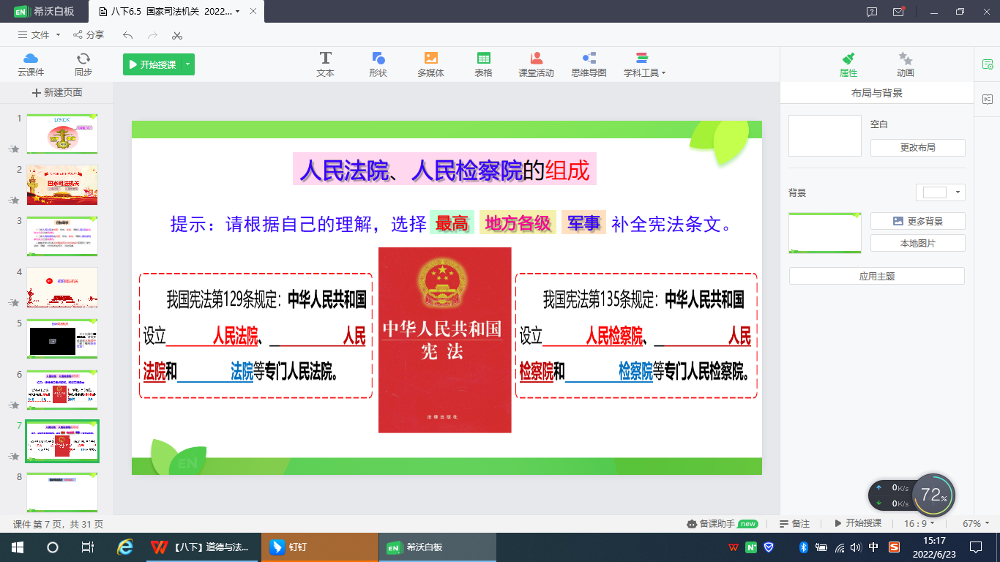 希沃白板
八下6.5 国家司法机关 2022...
文件
分享
云课件
同步
开始授课
文本
形状
多媒体
表格
课堂活动
思维导图
学科工具
属性
动画
新建页面
布局与背景
空白
更改布局
背景
更多背景
本地图片
应用主题
1
2
国家司法机关
3
4
5
6
7
8
人民法院、人民检察院的组成
提示：请根据自己的理解，选择 最高 地方各级 军事 补全宪法条文。
我国宪法第129条规定：中华人民共和国
设立______人民法院、______人民
法院和______法院等专门人民法院。
中华人民共和国
宪 法
法律出版社
我国宪法第135条规定：中华人民共和国
设立______人民检察院、______人民
检察院和______检察院等专门人民检察院。
EN
0K/s
0K/s
72%
课件 第 7 页，共 31 页
备课助手 new
备注
开始授课
16 : 9
67%
【八下】道德与法...
钉钉
希沃白板
中
15:17
2022/6/23